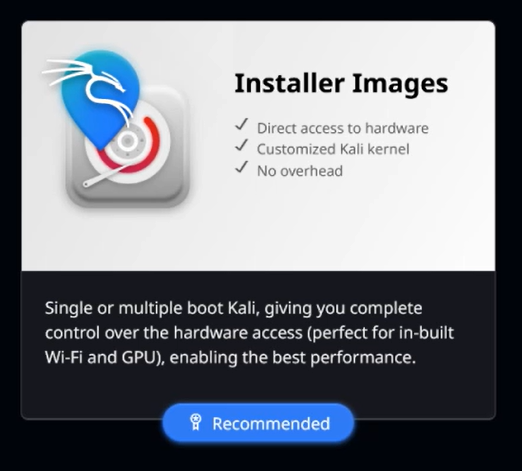 Installer Images
Direct access to hardware
Customized Kali kernel
No overhead
Single or multiple boot Kali, giving you complete
control over the hardware access (perfect for in-built
Wi-Fi and GPU), enabling the best performance.
Recommended